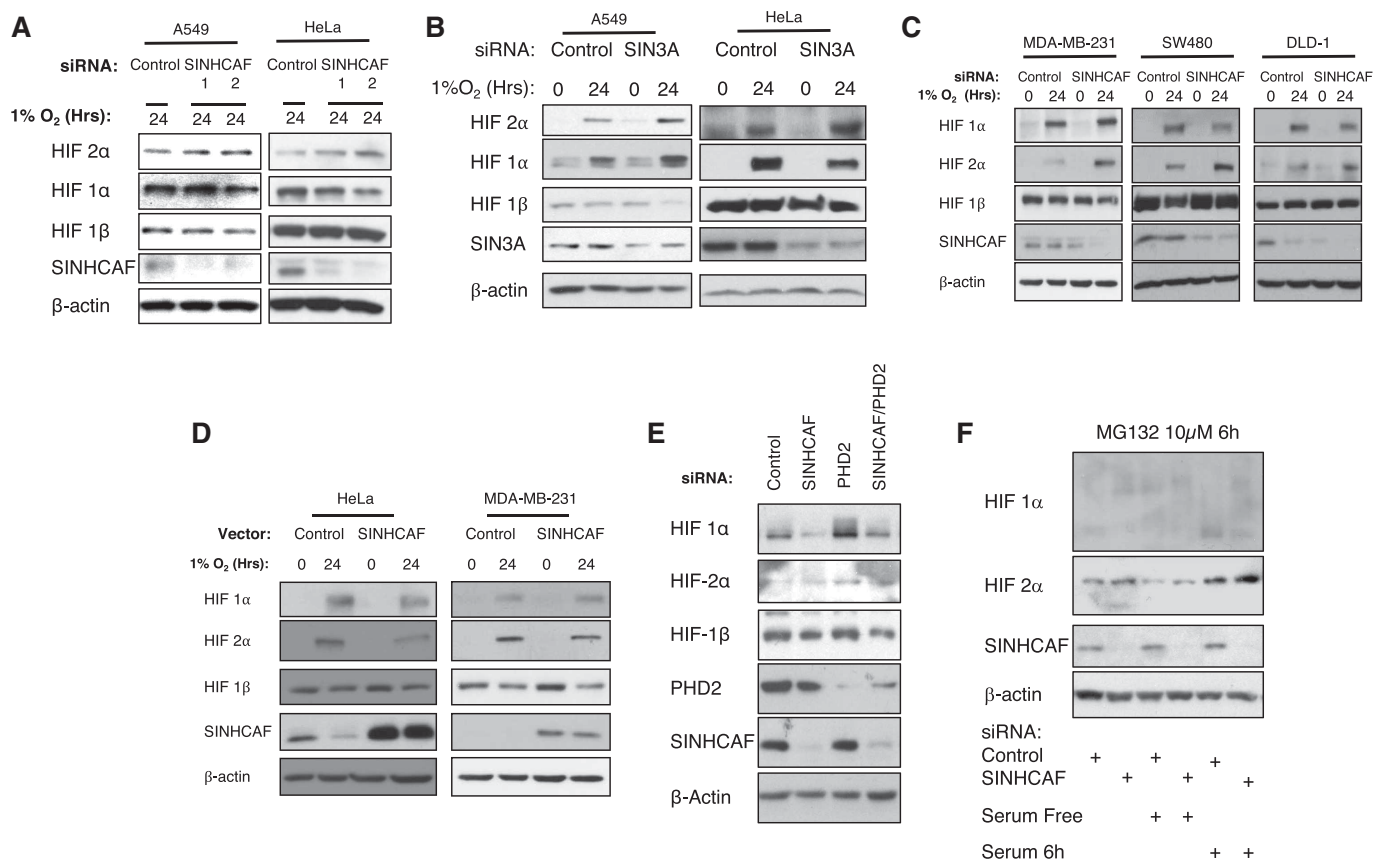 A
A549
HeLa
siRNA: Control SINHCAF Control SINHCAF
1 2 1 2
1% O₂ (Hrs): 24 24 24 24 24 24
HIF 2α
HIF 1α
HIF 1β
SINHCAF
β-actin
B
A549
HeLa
siRNA: Control SIN3A Control SIN3A
1%O₂ (Hrs): 0 24 0 24 0 24 0 24
HIF 2α
HIF 1α
HIF 1β
SIN3A
β-actin
C
MDA-MB-231 SW480 DLD-1
siRNA: Control SINHCAF Control SINHCAF Control SINHCAF
1% O₂ (Hrs): 0 24 0 24 0 24 0 24 0 24 0 24
HIF 1α
HIF 2α
HIF 1β
SINHCAF
β-actin
D
HeLa MDA-MB-231
Vector: Control SINHCAF Control SINHCAF
1% O₂ (Hrs): 0 24 0 24 0 24 0 24
HIF 1α
HIF 2α
HIF 1β
SINHCAF
β-actin
E
siRNA: Control SINHCAF PHD2 SINHCAF/PHD2
HIF 1α
HIF-2α
HIF-1β
PHD2
SINHCAF
β-Actin
F
MG132 10µM 6h
HIF 1α
HIF 2α
SINHCAF
β-actin
siRNA:
Control + + +
SINHCAF + + +
Serum Free + +
Serum 6h + +